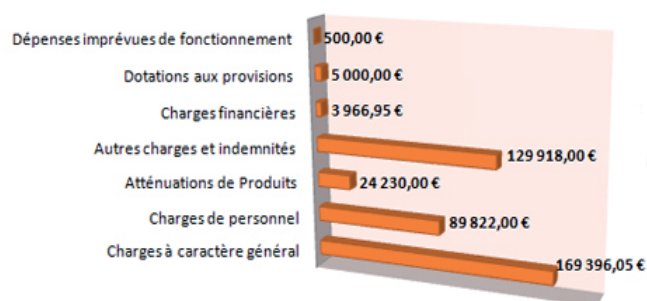 Dépenses imprévues de fonctionnement 500,00 €
Dotations aux provisions 5 000,00 €
Charges financières 3 966,95 €
Autres charges et indemnités 129 918,00 €
Atténuations de Produits 24 230,00 €
Charges de personnel 89 822,00 €
Charges à caractère général 169 396,05 €